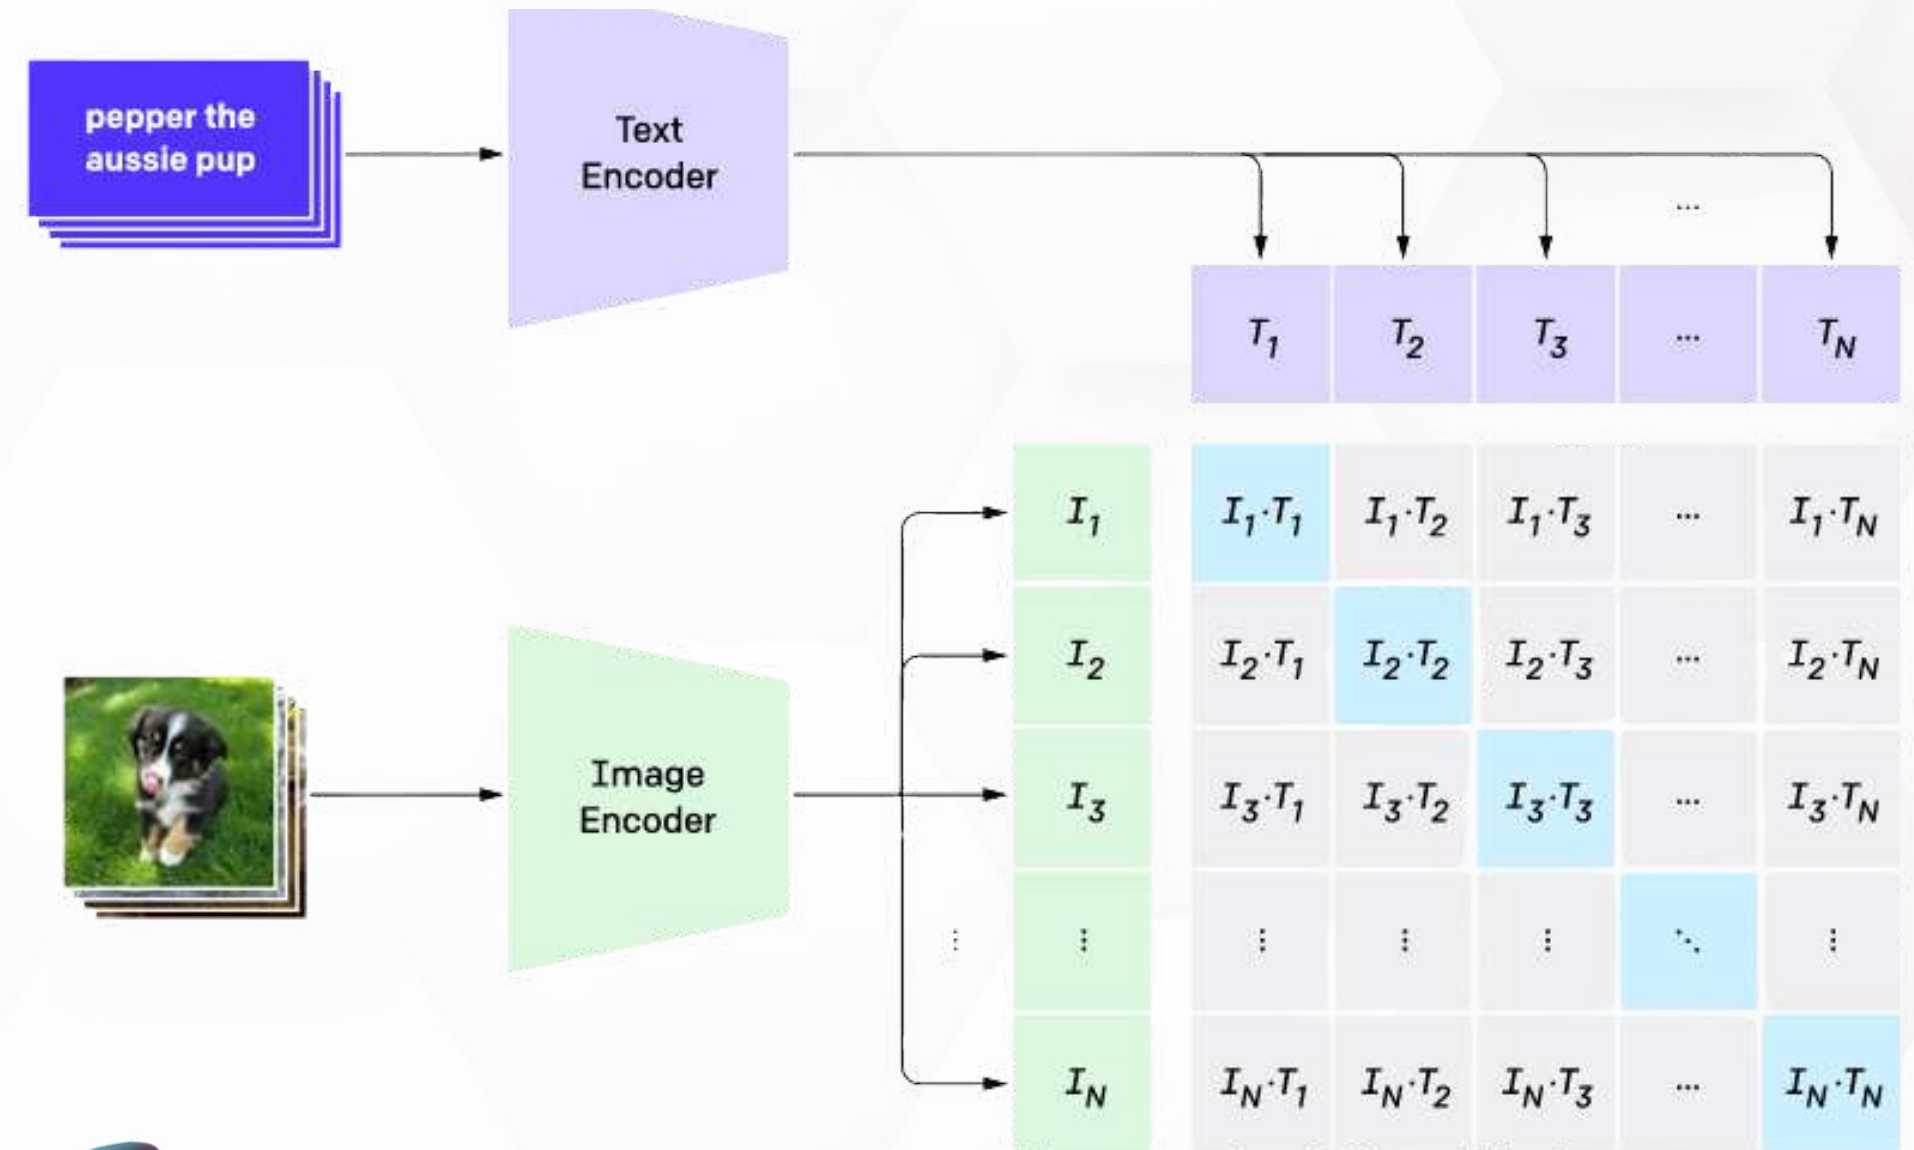 pepper the
aussie pup
Text
Encoder
...
T1 T2 T3 ... TN
I1 I1·T1 I1·T2 I1·T3 ... I1·TN
I2 I2·T1 I2·T2 I2·T3 ... I2·TN
Image
Encoder
I3 I3·T1 I3·T2 I3·T3 ... I3·TN
⋮ ⋮ ⋮ ⋮ ⋮ ⋱ ⋮
IN IN·T1 IN·T2 IN·T3 ... IN·TN